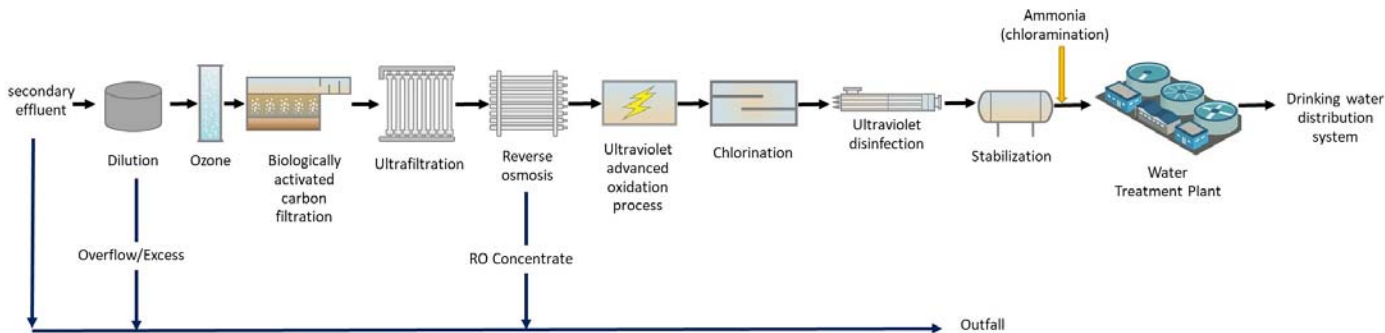 Ammonia
(chloramination)
secondary
effluent
Dilution
Ozone
Biologically
activated
carbon
filtration
Ultrafiltration
Reverse
osmosis
Ultraviolet
advanced
oxidation
process
Chlorination
Ultraviolet
disinfection
Stabilization
Water
Treatment Plant
Drinking water
distribution
system
Overflow/Excess
RO Concentrate
Outfall